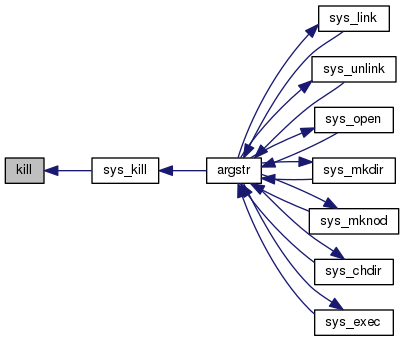 kill
sys_kill
argstr
sys_link
sys_unlink
sys_open
sys_mkdir
sys_mknod
sys_chdir
sys_exec